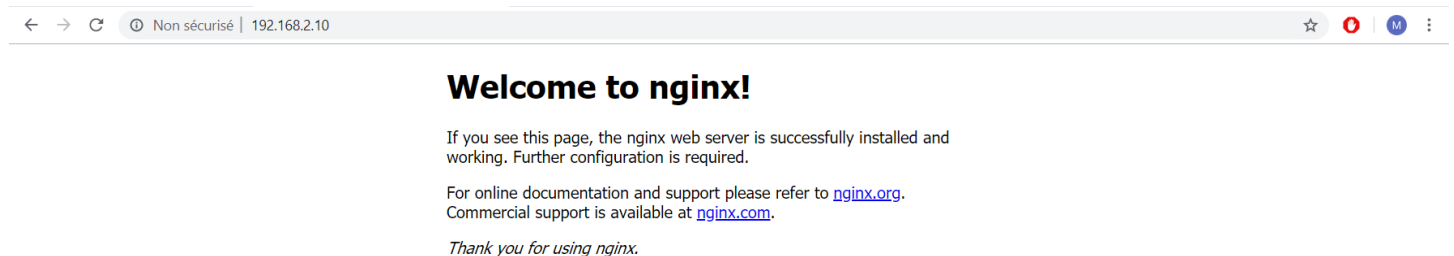 Non sécurisé | 192.168.2.10
M
Welcome to nginx!
If you see this page, the nginx web server is successfully installed and
working. Further configuration is required.
For online documentation and support please refer to nginx.org.
Commercial support is available at nginx.com.
Thank you for using nginx.